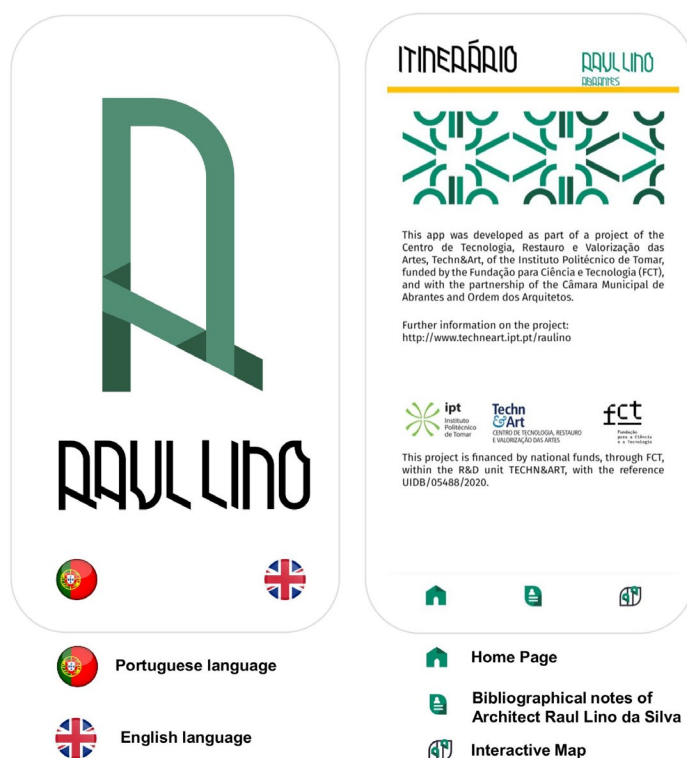 RAUL LINO
Portuguese language
English language
ITINERÁRIO
RAUL LINO
ABRANTES
This app was developed as part of a project of the
Centro de Tecnologia, Restauro e Valorização das
Artes, Techn&Art, of the Instituto Politécnico de Tomar,
funded by the Fundação para Ciência e Tecnologia (FCT),
and with the partnership of the Câmara Municipal de
Abrantes and Ordem dos Arquitetos.
Further information on the project:
http://www.techneart.ipt.pt/raulino
ipt
Instituto
Politécnico
de Tomar
Techn
&Art
CENTRO DE TECNOLOGIA, RESTAURO
E VALORIZAÇÃO DAS ARTES
fct
Fundação
para a Ciência
e a Tecnologia
This project is financed by national funds, through FCT,
within the R&D unit TECHN&ART, with the reference
UIDB/05488/2020.
Home Page
Bibliographical notes of
Architect Raul Lino da Silva
Interactive Map